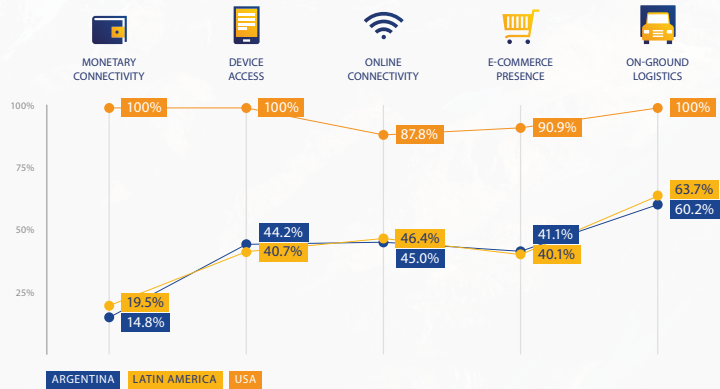 MONETARY
CONNECTIVITY
DEVICE
ACCESS
ONLINE
CONNECTIVITY
E-COMMERCE
PRESENCE
ON-GROUND
LOGISTICS
100%
75%
50%
25%
100%
100%
87.8%
90.9%
100%
19.5%
14.8%
44.2%
40.7%
46.4%
45.0%
41.1%
40.1%
63.7%
60.2%
ARGENTINA
LATIN AMERICA
USA